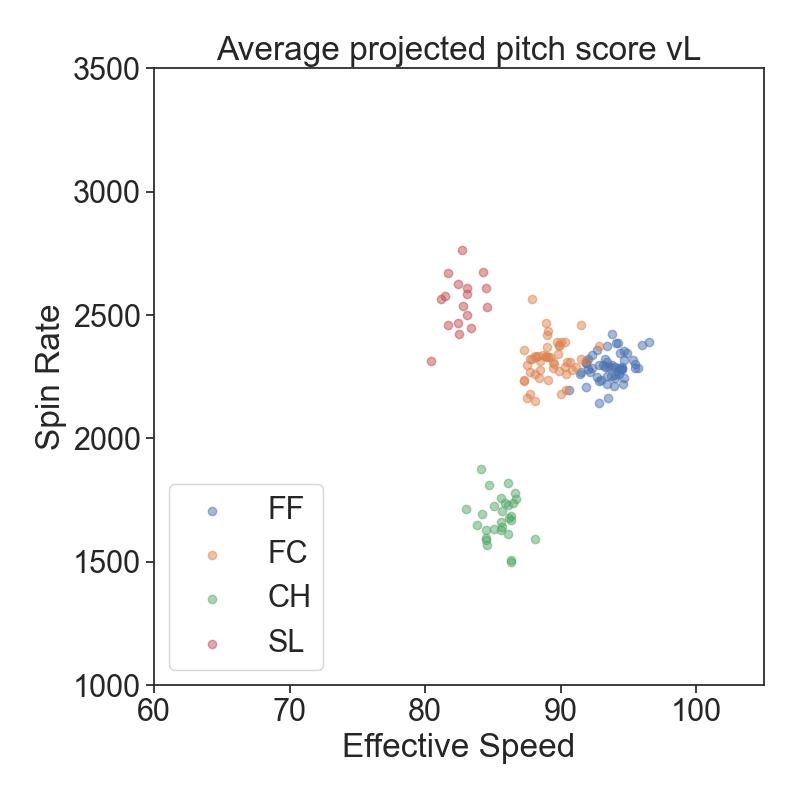 Average projected pitch score vL
3500
3000
2500
2000
1500
1000
Spin Rate
FF
FC
CH
SL
60 70 80 90 100
Effective Speed